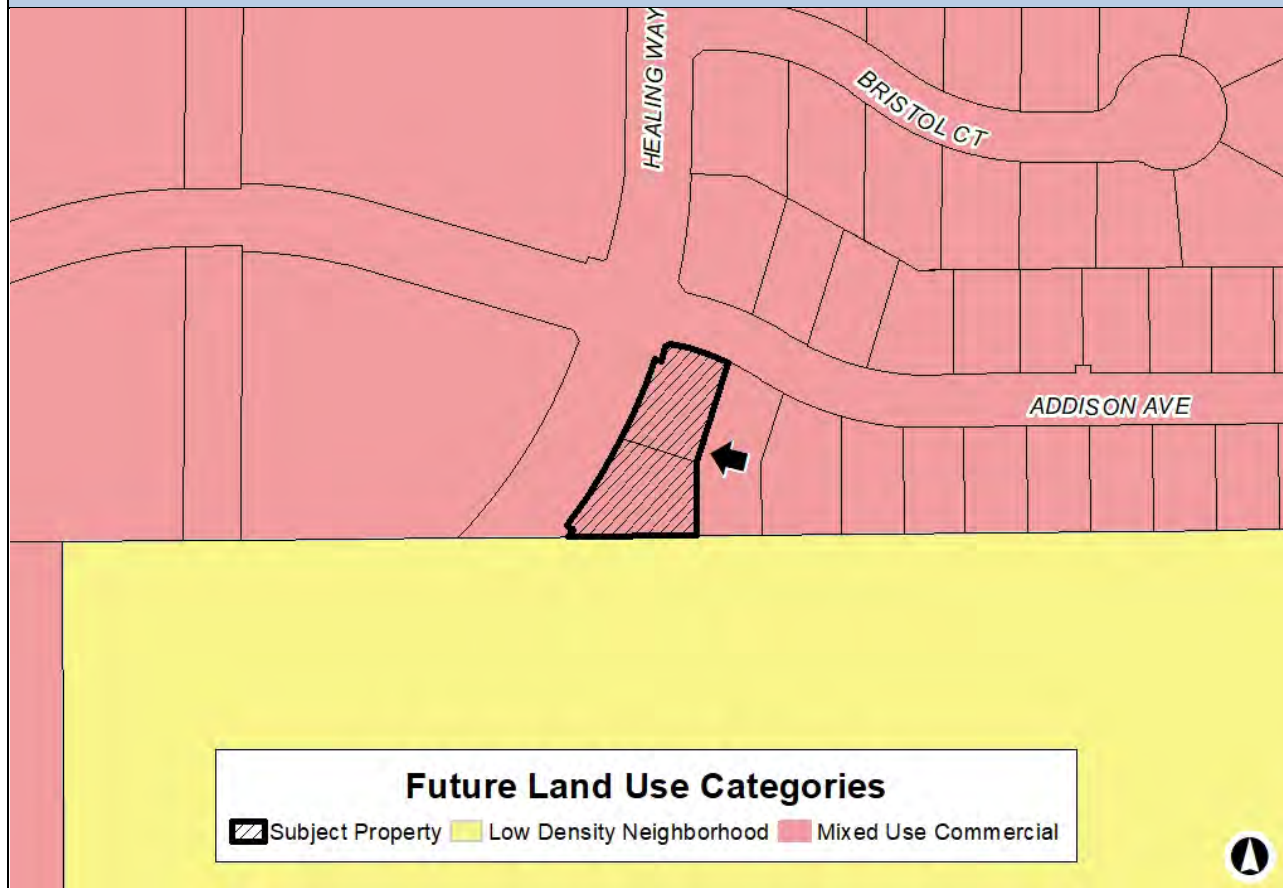 HEALING WAY
BRISTOL CT
ADDISON AVE
Future Land Use Categories
Subject Property Low Density Neighborhood Mixed Use Commercial